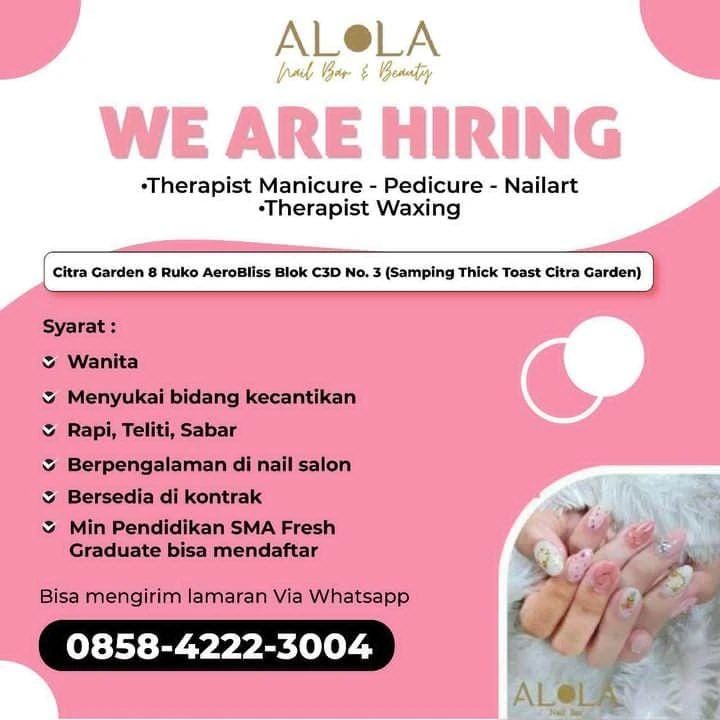 ALOLA
Nail Bar & Beauty
WE ARE HIRING
•Therapist Manicure - Pedicure - Nailart
•Therapist Waxing
Citra Garden 8 Ruko AeroBliss Blok C3D No. 3 (Samping Thick Toast Citra Garden)
Syarat :
Wanita
Menyukai bidang kecantikan
Rapi, Teliti, Sabar
Berpengalaman di nail salon
Bersedia di kontrak
Min Pendidikan SMA Fresh
Graduate bisa mendaftar
Bisa mengirim lamaran Via Whatsapp
0858-4222-3004
ALOLA
Nail Bar